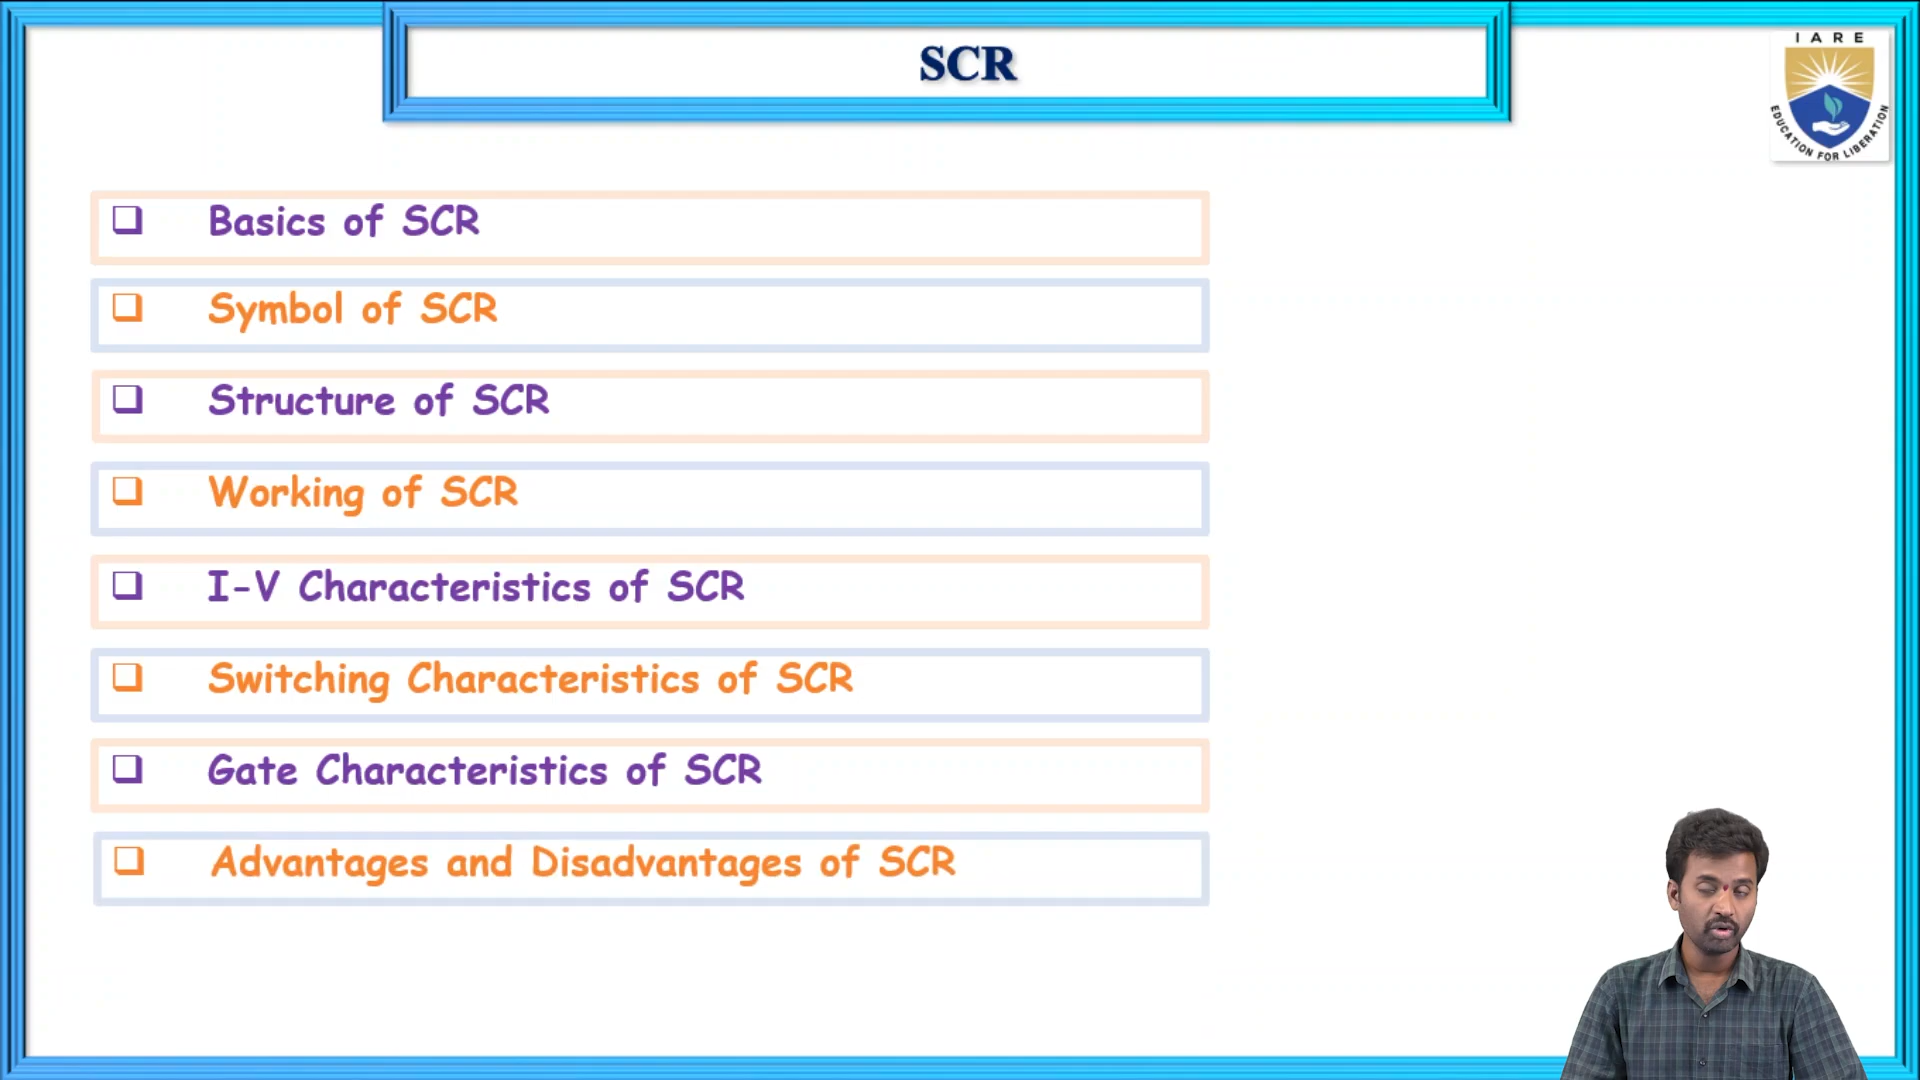 SCR
IARE
EDUCATION FOR LIBERATION
Basics of SCR
Symbol of SCR
Structure of SCR
Working of SCR
I-V Characteristics of SCR
Switching Characteristics of SCR
Gate Characteristics of SCR
Advantages and Disadvantages of SCR